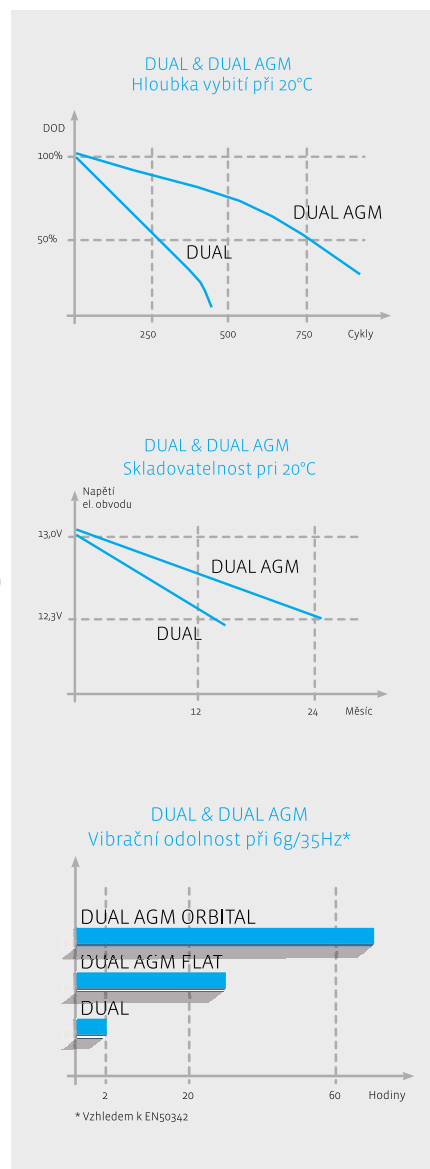 DUAL & DUAL AGM
Hloubka vybití při 20°C
DOD
100%
DUAL AGM
50%
DUAL
250
500
750
Cykly
DUAL & DUAL AGM
Skladovatelnost pri 20°C
Napětí
el. obvodu
13,0V
DUAL AGM
12,3V
DUAL
12
24
Měsíc
DUAL & DUAL AGM
Vibrační odolnost při 6g/35Hz*
DUAL AGM ORBITAL
DUAL AGM FLAT
DUAL
2
20
60
Hodiny
* Vzhledem k EN50342